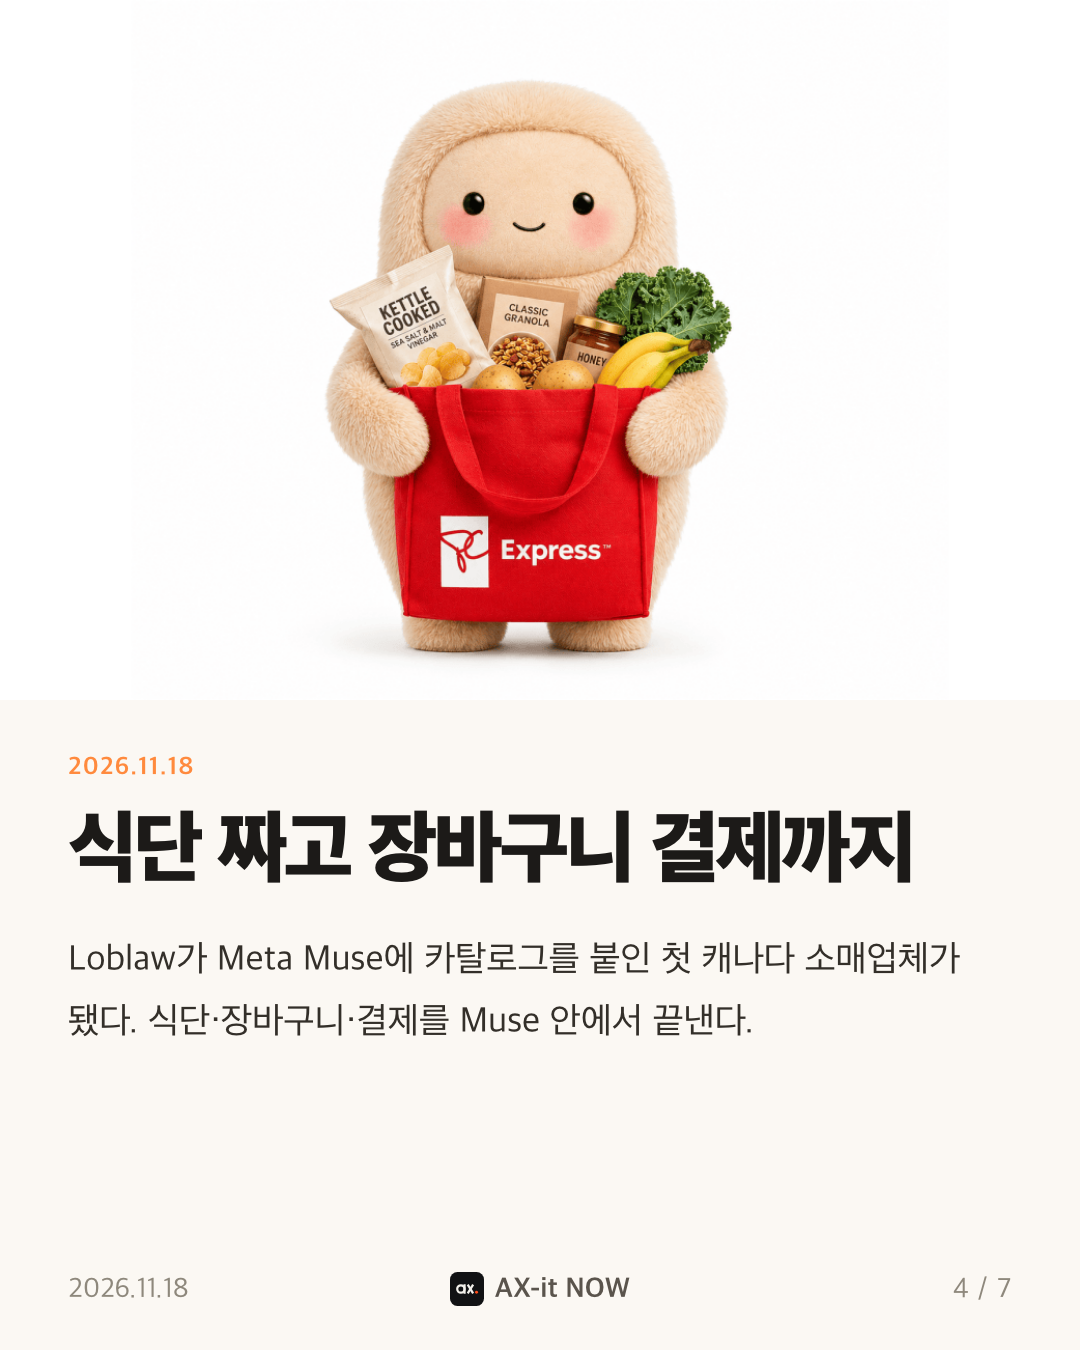 KETTLE
COOKED
SEA SALT & MALT
VINEGAR
CLASSIC
GRANOLA
HONEY
PC Express™
2026.11.18
식단 짜고 장바구니 결제까지
Loblaw가 Meta Muse에 카탈로그를 붙인 첫 캐나다 소매업체가
됐다. 식단·장바구니·결제를 Muse 안에서 끝낸다.
2026.11.18
ax. AX-it NOW
4 / 7